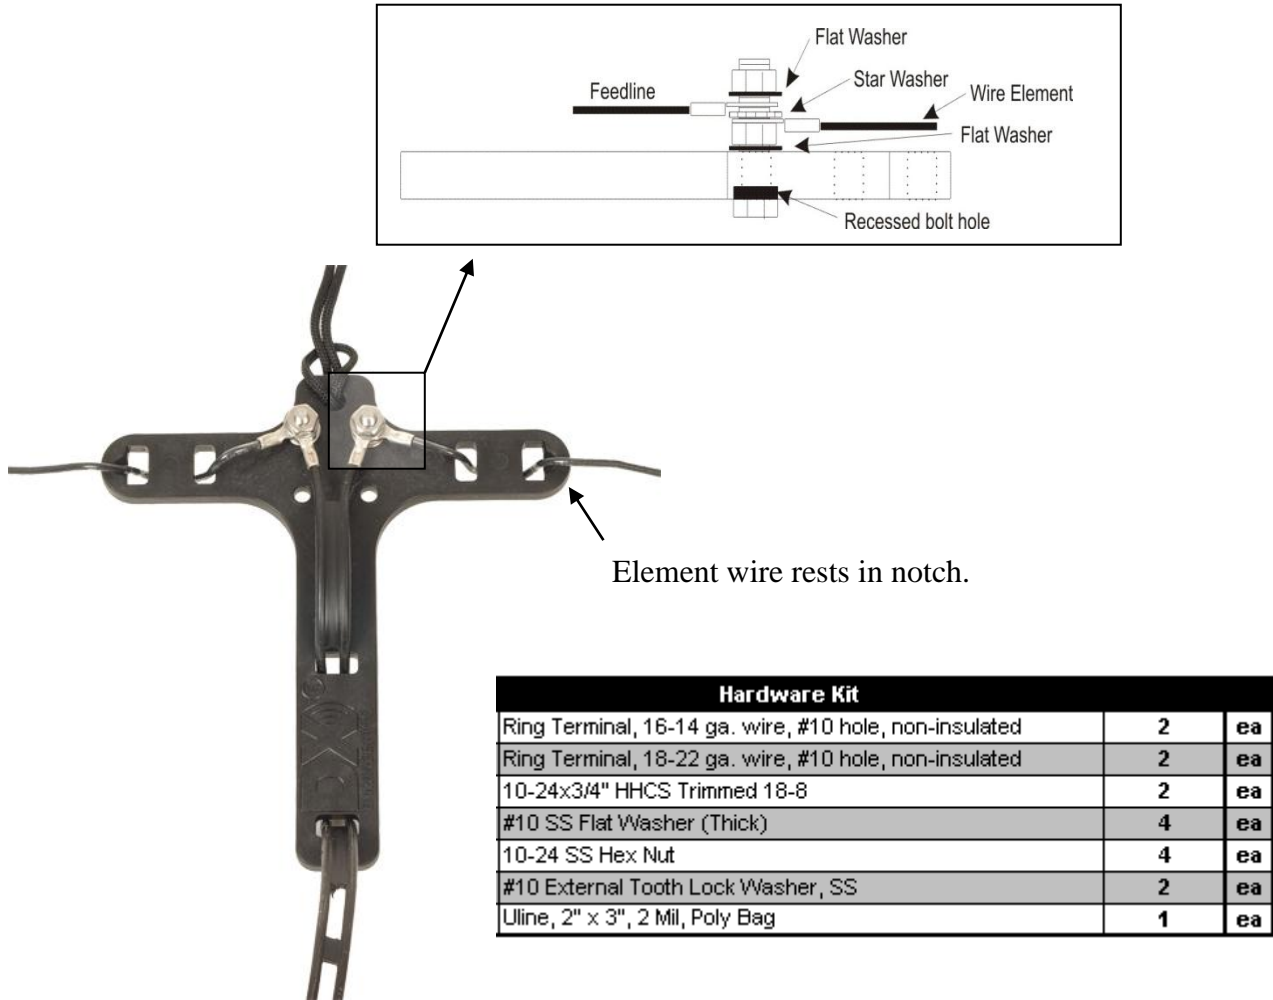 Flat Washer
Star Washer
Feedline
Wire Element
Flat Washer
Recessed bolt hole
Element wire rests in notch.
Hardware Kit
Ring Terminal, 16-14 ga. wire, #10 hole, non-insulated 2 ea
Ring Terminal, 18-22 ga. wire, #10 hole, non-insulated 2 ea
10-24x3/4" HHCS Trimmed 18-8 2 ea
#10 SS Flat Washer (Thick) 4 ea
10-24 SS Hex Nut 4 ea
#10 External Tooth Lock Washer, SS 2 ea
Uline, 2" x 3", 2 Mil, Poly Bag 1 ea
DX